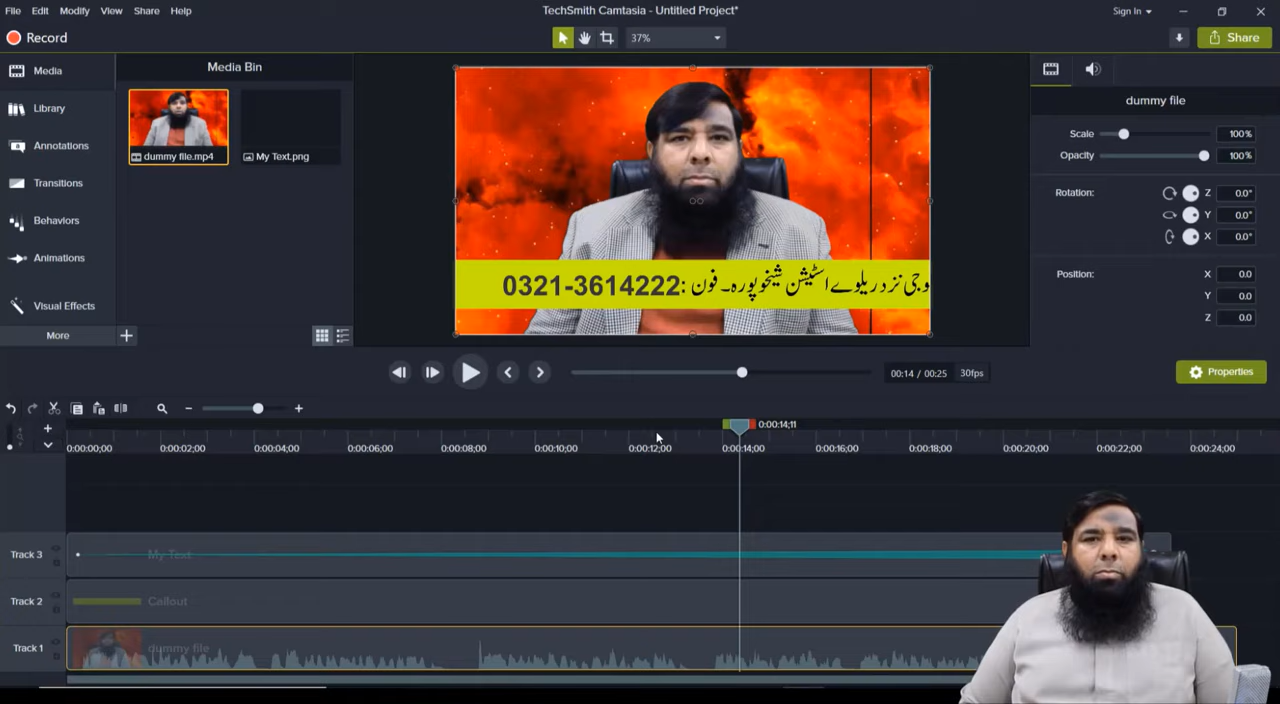 File Edit Modify View Share Help
TechSmith Camtasia - Untitled Project*
Sign In
Record
37%
Share
Media
Library
Annotations
Transitions
Behaviors
Animations
Visual Effects
More
Media Bin
dummy file.mp4
My Text.png
وجی نزد ریلوے اسٹیشن شیخوپورہ۔ فون: 0321-3614222
dummy file
Scale 100%
Opacity 100%
Rotation: Z 0.0°
Y 0.0°
X 0.0°
Position: X 0.0
Y 0.0
Z 0.0
00:14 / 00:25 30fps
Properties
0:00:14;11
0:00:00;00 0:00:02;00 0:00:04;00 0:00:06;00 0:00:08;00 0:00:10;00 0:00:12;00 0:00:14;00 0:00:16;00 0:00:18;00 0:00:20;00 0:00:22;00 0:00:24;00
Track 3 My Text
Track 2 Callout
Track 1 dummy file